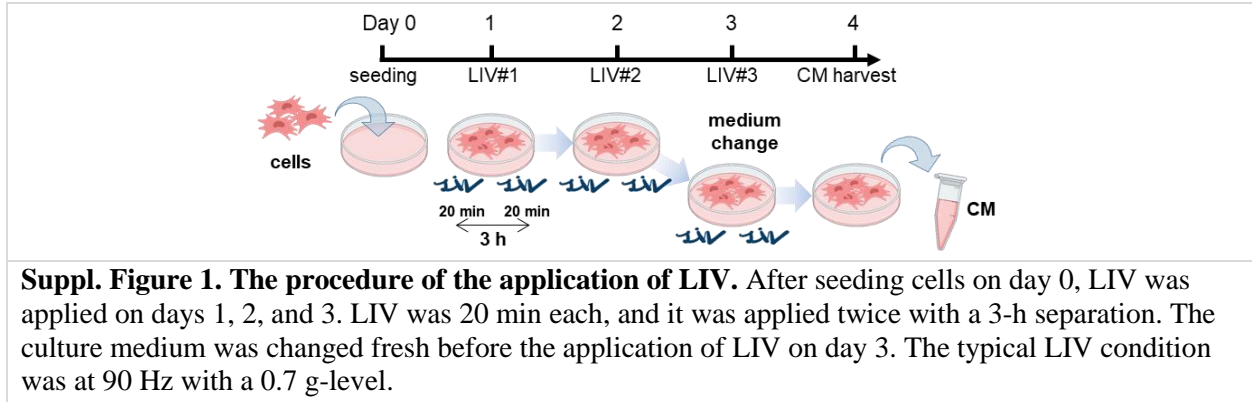 Day 0 1 2 3 4
seeding LIV#1 LIV#2 LIV#3 CM harvest
cells
medium
change
LIV LIV LIV LIV
20 min 20 min
3 h
LIV LIV
CM
Suppl. Figure 1. The procedure of the application of LIV. After seeding cells on day 0, LIV was
applied on days 1, 2, and 3. LIV was 20 min each, and it was applied twice with a 3-h separation. The
culture medium was changed fresh before the application of LIV on day 3. The typical LIV condition
was at 90 Hz with a 0.7 g-level.